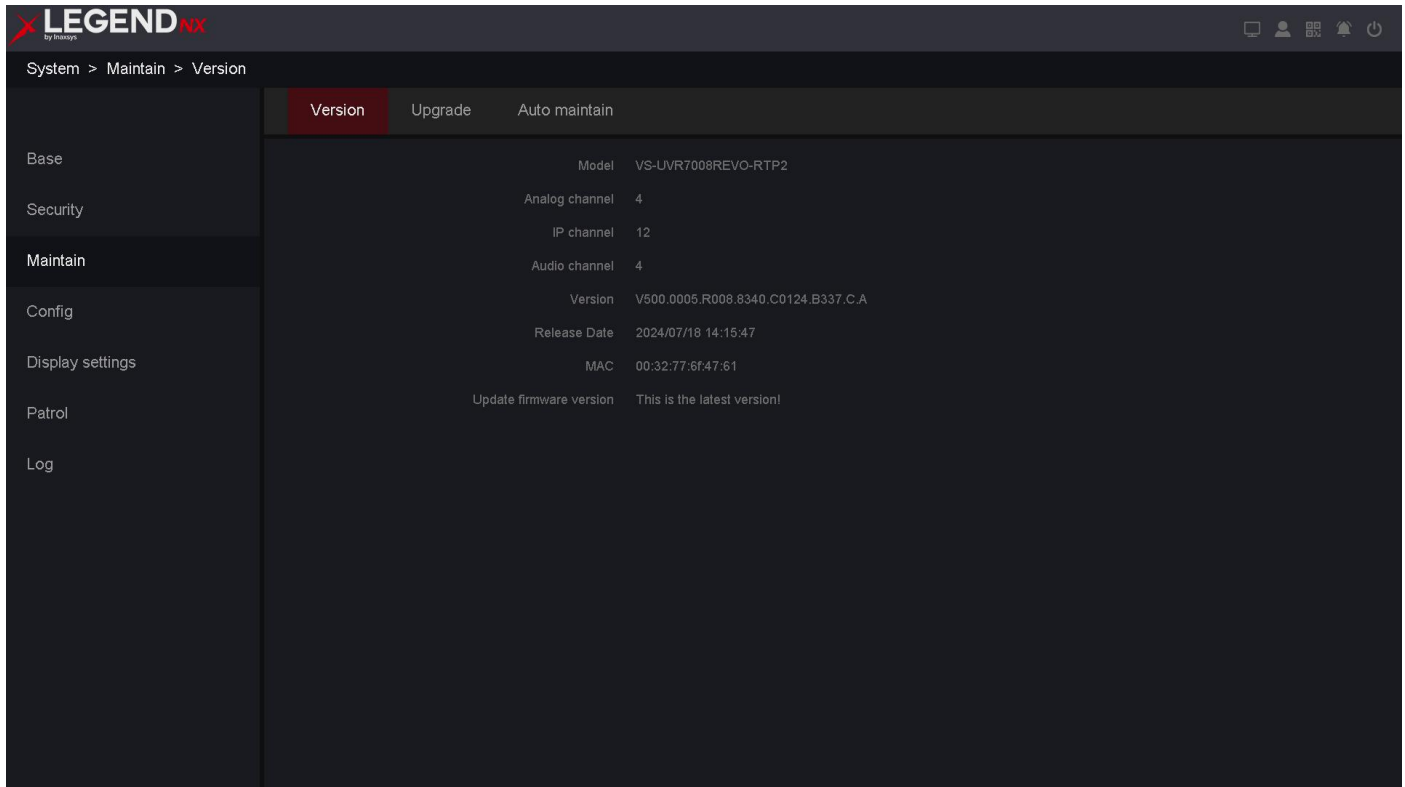 LEGEND NX
by Inaxsys
System > Maintain > Version
Version Upgrade Auto maintain
Base
Security
Maintain
Config
Display settings
Patrol
Log
Model VS-UVR7008REVO-RTP2
Analog channel 4
IP channel 12
Audio channel 4
Version V500.0005.R008.8340.C0124.B337.C.A
Release Date 2024/07/18 14:15:47
MAC 00:32:77:6f:47:61
Update firmware version This is the latest version!